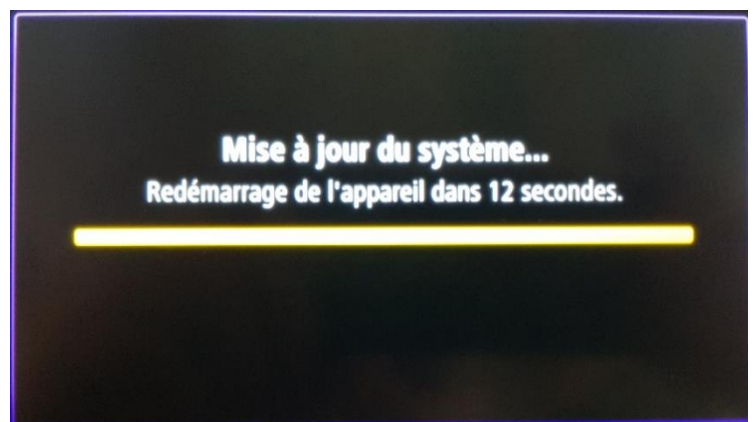 Mise à jour du système...
Redémarrage de l'appareil dans 12 secondes.